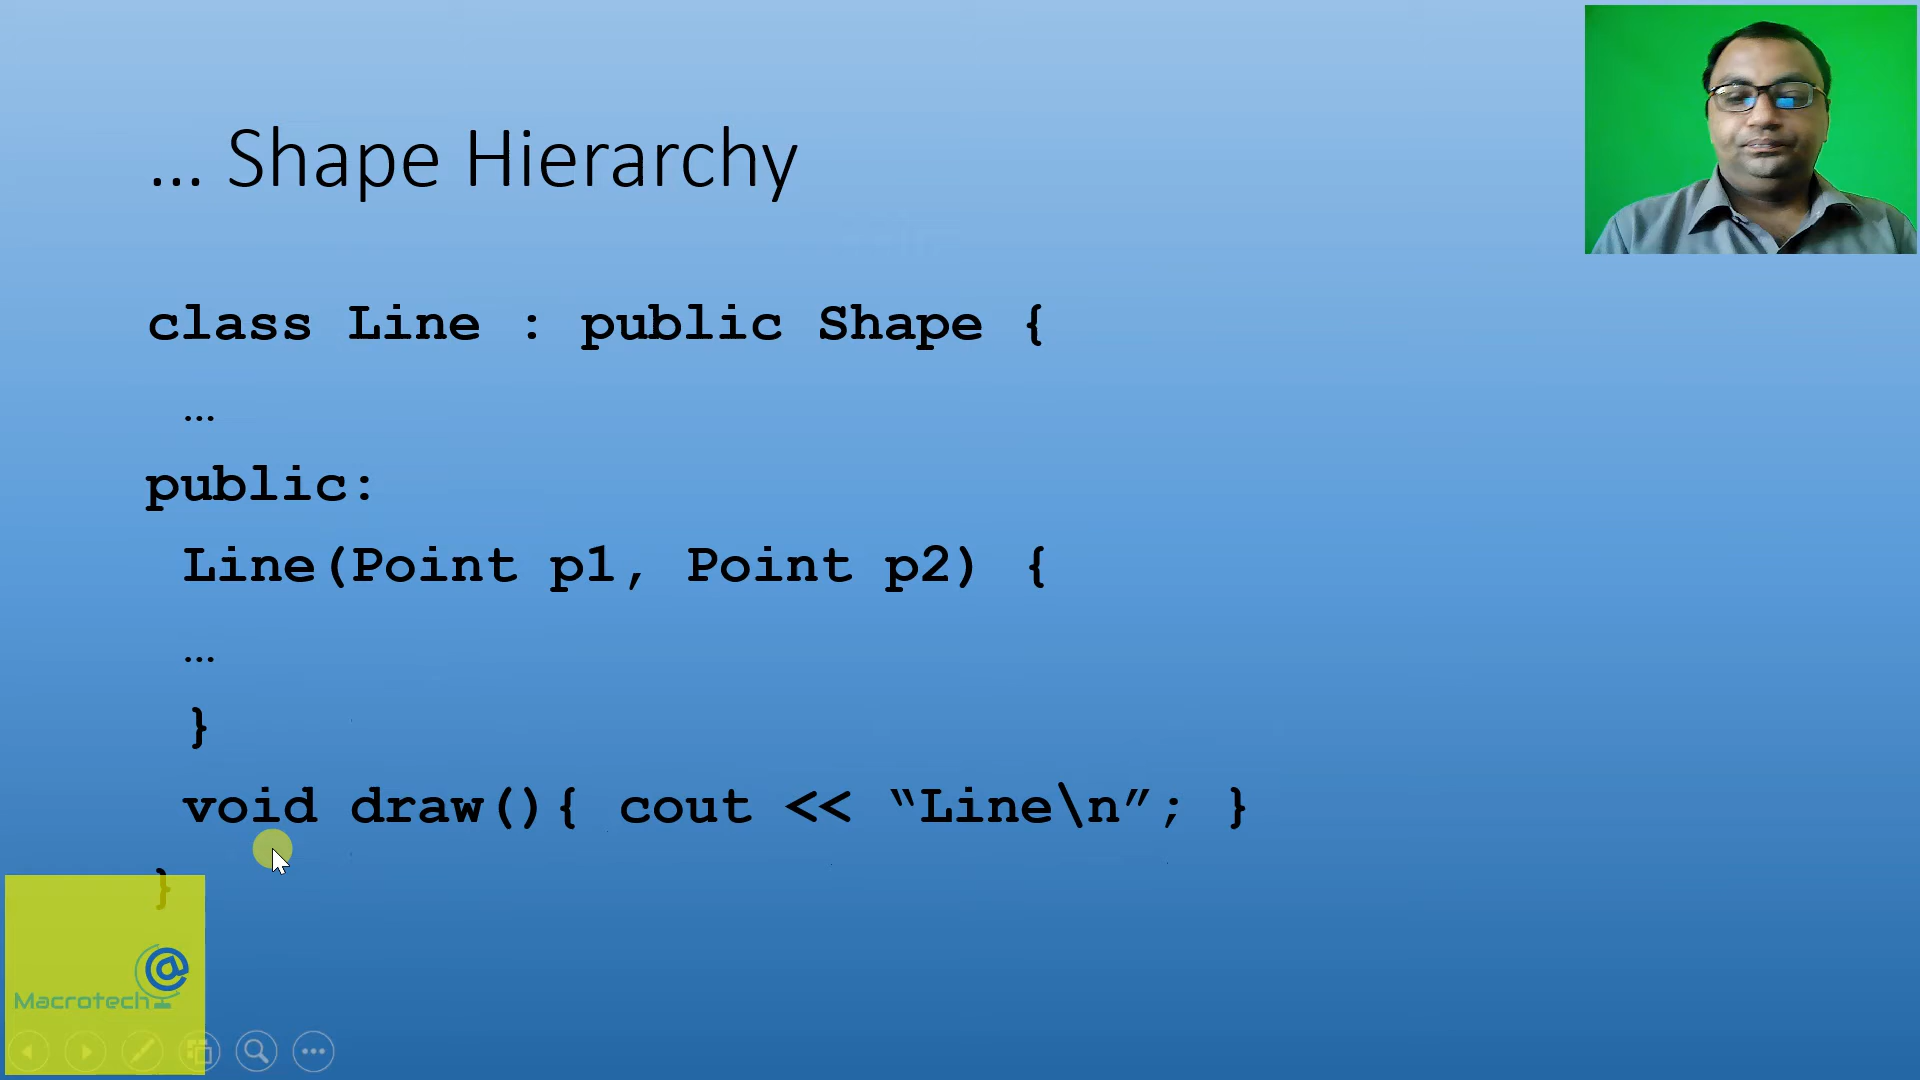 … Shape Hierarchy
class Line : public Shape {
…
public:
Line(Point p1, Point p2) {
…
}
void draw(){ cout << “Line\n”; }
}
@
Macrotech